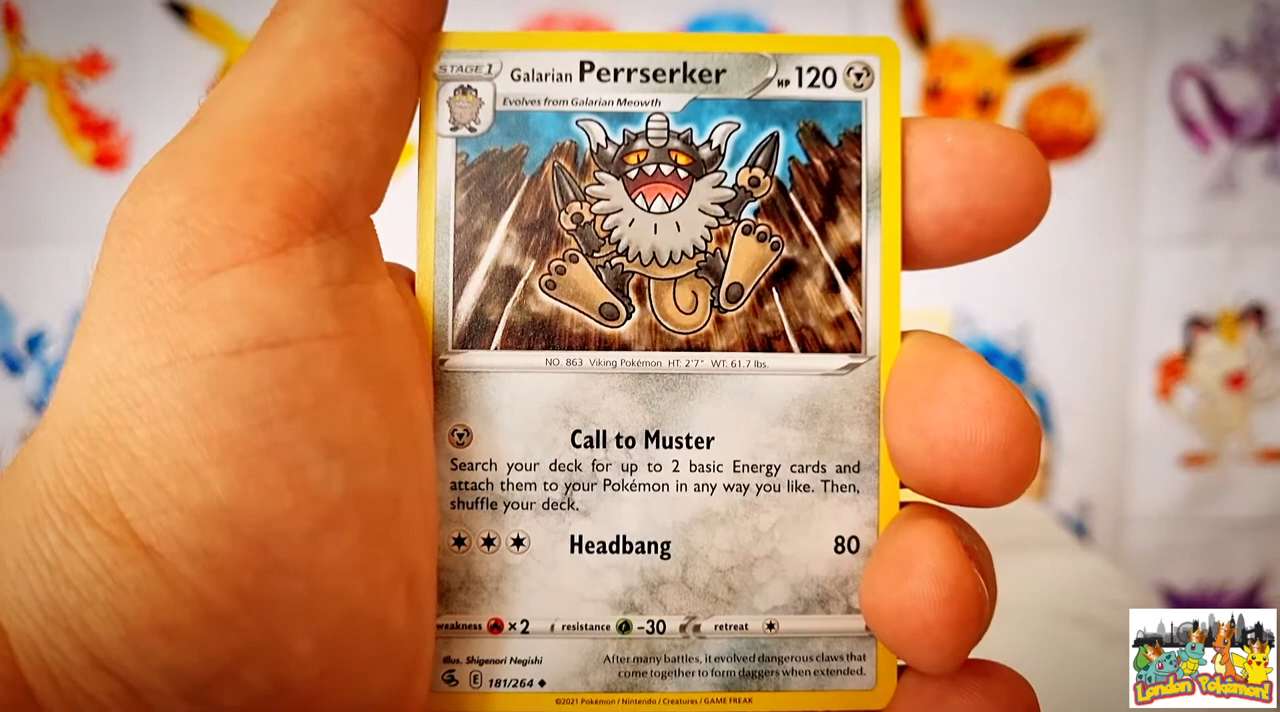 STAGE 1
Galarian Perrserker
HP 120
Evolves from Galarian Meowth
NO. 863 Viking Pokémon HT: 2'7" WT: 61.7 lbs.
Call to Muster
Search your deck for up to 2 basic Energy cards and
attach them to your Pokémon in any way you like. Then,
shuffle your deck.
Headbang 80
weakness ×2 resistance -30 retreat
Illus. Shigenori Negishi
After many battles, it evolved dangerous claws that
come together to form daggers when extended.
E 181/264
©2021 Pokémon / Nintendo / Creatures / GAME FREAK
London Pokémon!